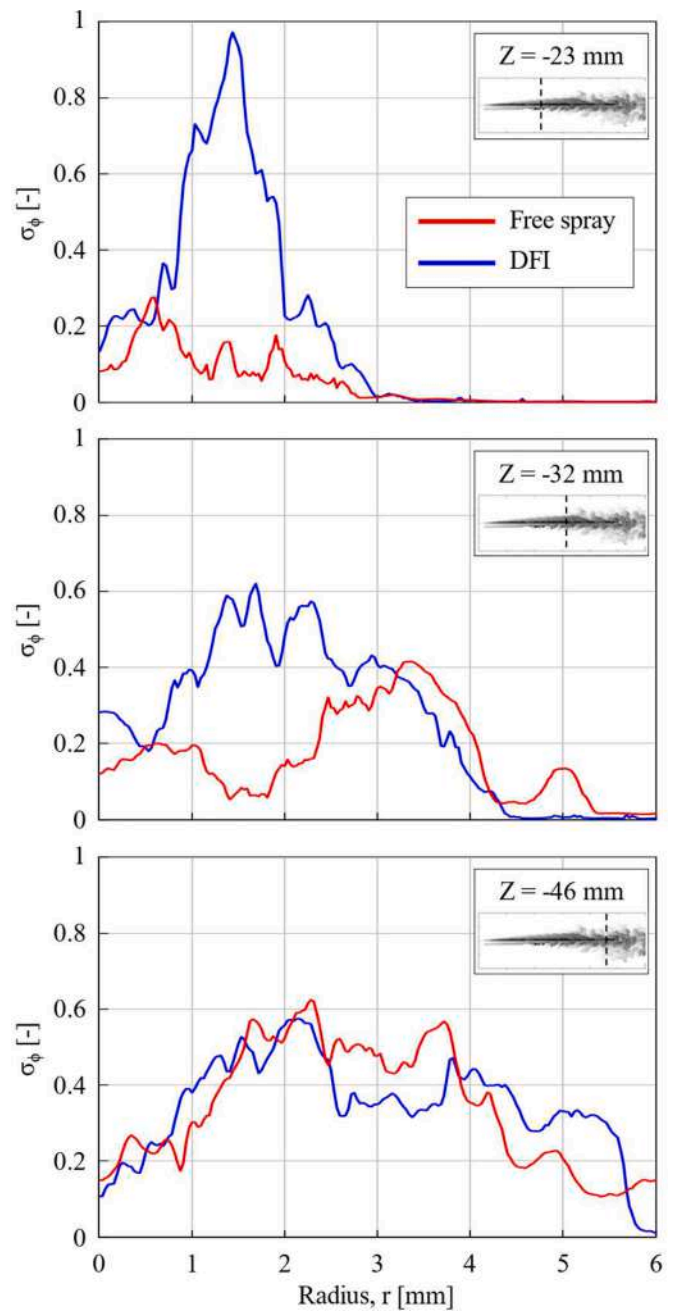 1
0.8
0.6
0.4
0.2
0
σϕ [-]
Z = -23 mm
Free spray
DFI
1
0.8
0.6
0.4
0.2
0
σϕ [-]
Z = -32 mm
1
0.8
0.6
0.4
0.2
0
σϕ [-]
Z = -46 mm
0 1 2 3 4 5 6
Radius, r [mm]